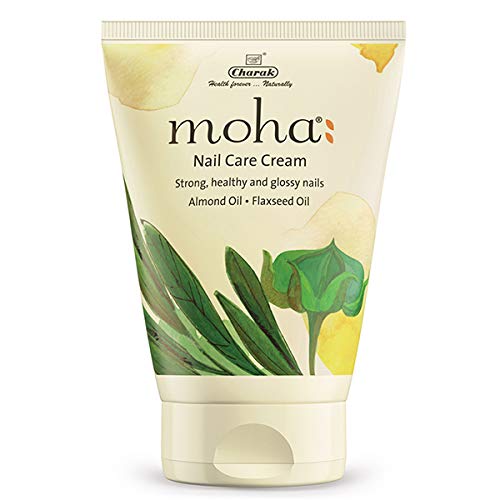 Charak
Health forever ... Naturally
moha®:
Nail Care Cream
Strong, healthy and glossy nails
Almond Oil • Flaxseed Oil